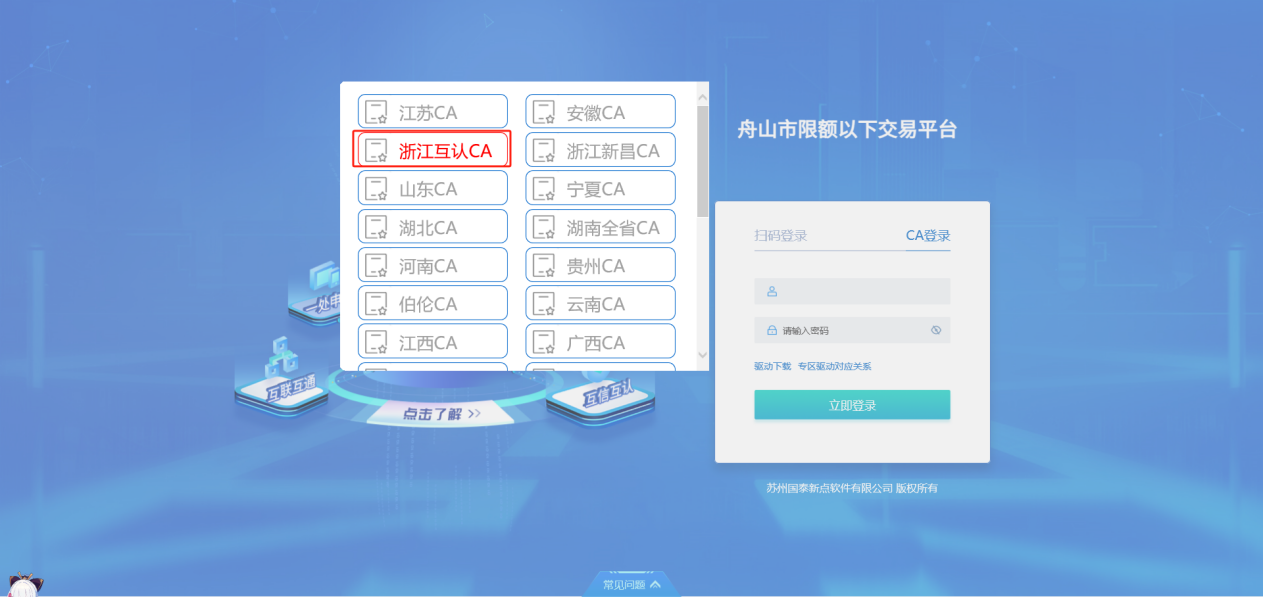 江苏CA
安徽CA
浙江互认CA
浙江新昌CA
山东CA
宁夏CA
湖北CA
湖南全省CA
河南CA
贵州CA
伯伦CA
云南CA
江西CA
广西CA
舟山市限额以下交易平台
扫码登录
CA登录
请输入密码
驱动下载 专区驱动对应关系
立即登录
苏州国泰新点软件有限公司 版权所有
一处申
互联互通
互信互认
点击了解 >>
常见问题